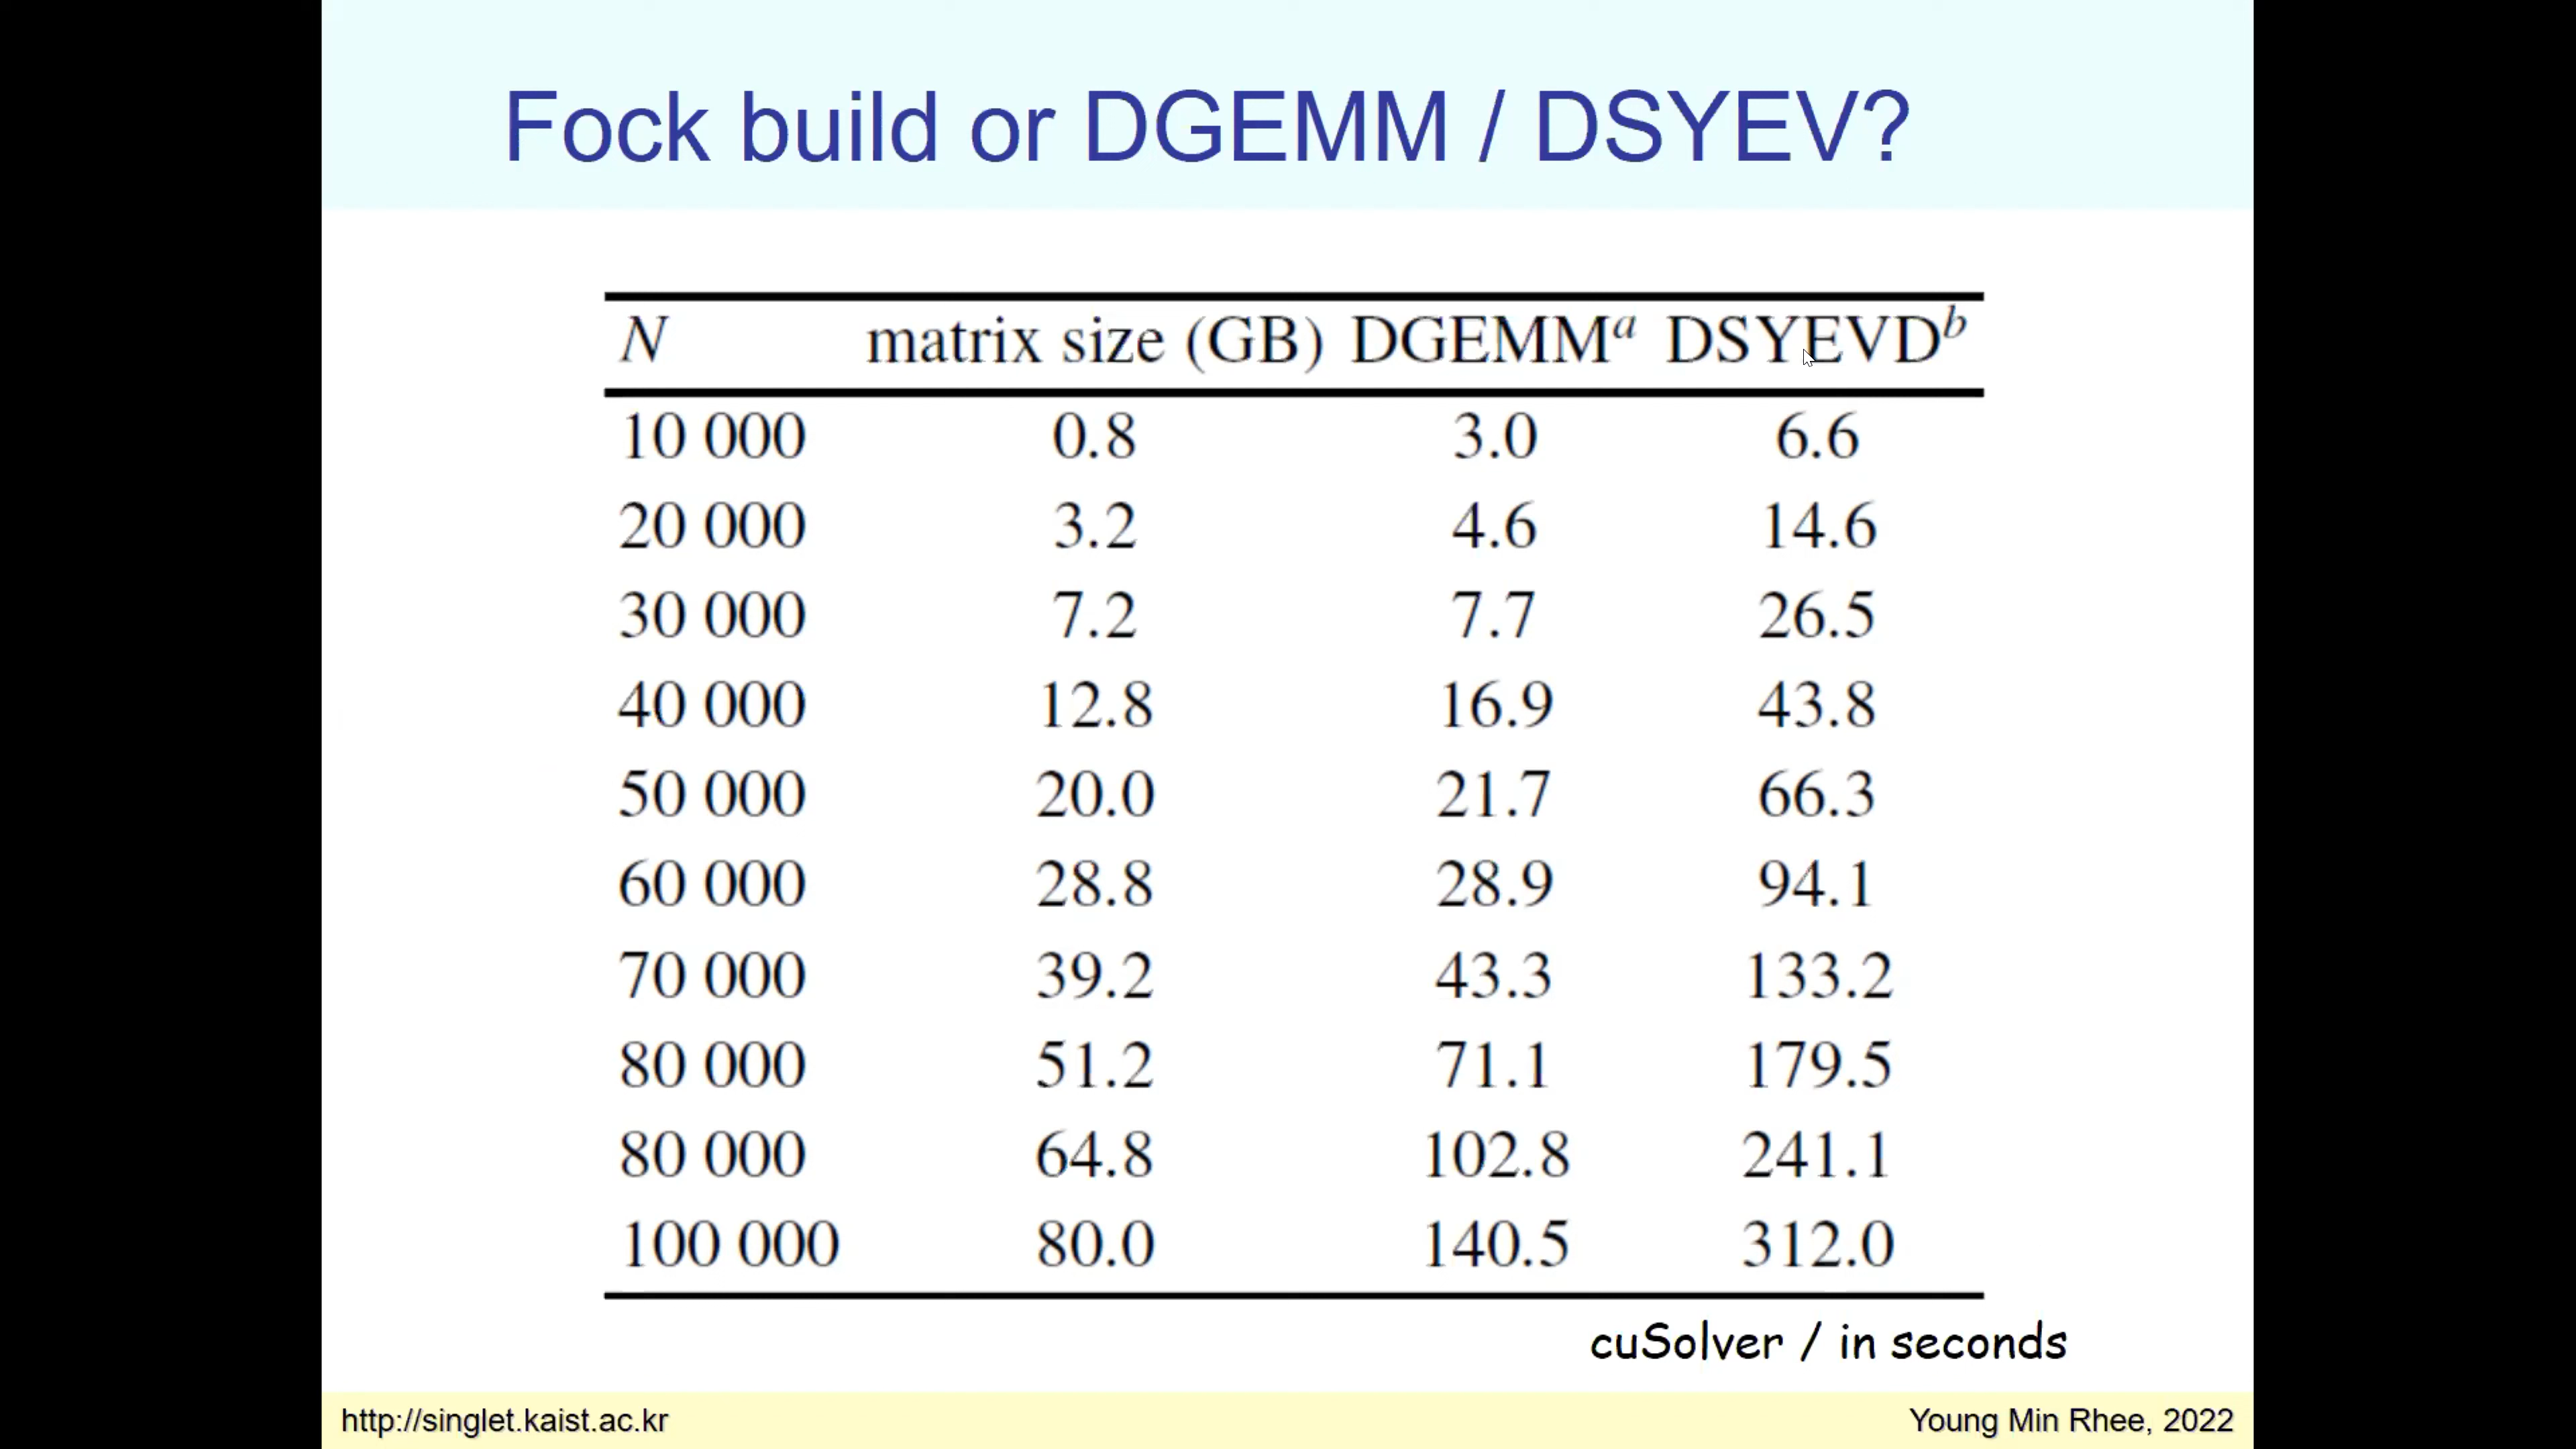 Fock build or DGEMM / DSYEV?
N matrix size (GB) DGEMMᵃ DSYEVDᵇ
10 000 0.8 3.0 6.6
20 000 3.2 4.6 14.6
30 000 7.2 7.7 26.5
40 000 12.8 16.9 43.8
50 000 20.0 21.7 66.3
60 000 28.8 28.9 94.1
70 000 39.2 43.3 133.2
80 000 51.2 71.1 179.5
80 000 64.8 102.8 241.1
100 000 80.0 140.5 312.0
cuSolver / in seconds
http://singlet.kaist.ac.kr Young Min Rhee, 2022